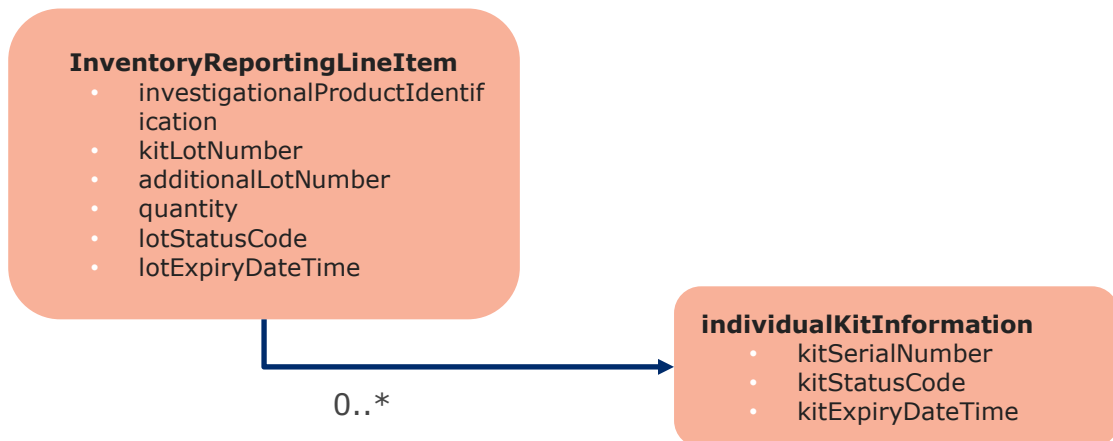 InventoryReportingLineItem
• investigationalProductIdentif
ication
• kitLotNumber
• additionalLotNumber
• quantity
• lotStatusCode
• lotExpiryDateTime
0..*
individualKitInformation
• kitSerialNumber
• kitStatusCode
• kitExpiryDateTime